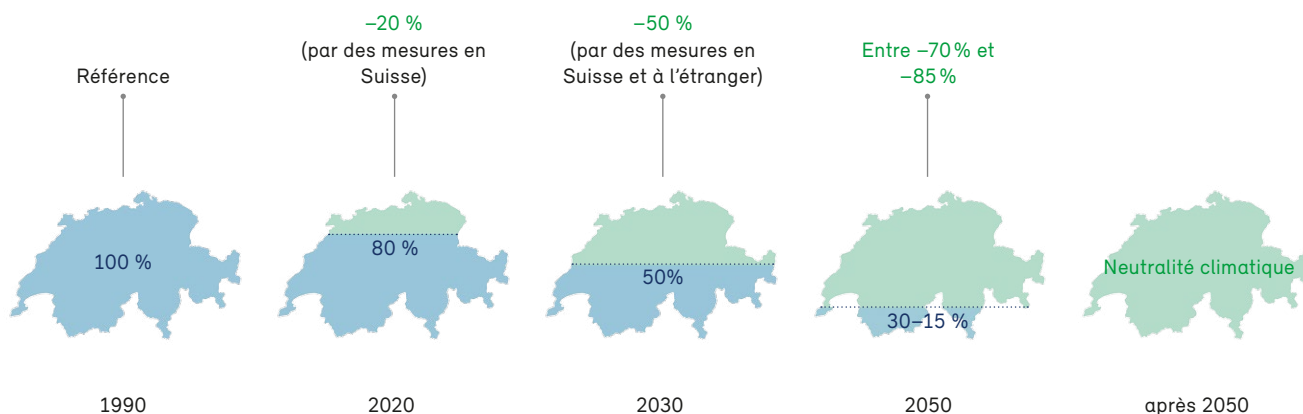 Référence
–20 %
(par des mesures en
Suisse)
–50 %
(par des mesures en
Suisse et à l’étranger)
Entre –70 % et
–85 %
100 %
80 %
50%
30–15 %
Neutralité climatique
1990
2020
2030
2050
après 2050